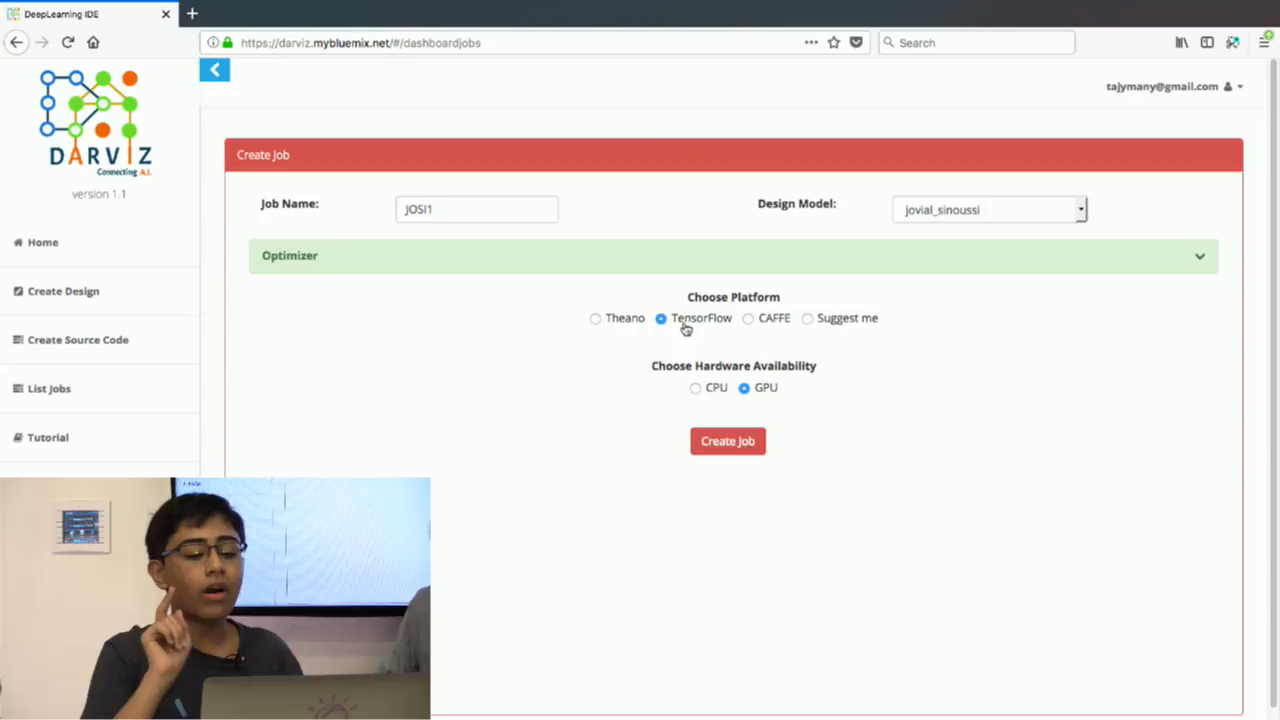 DeepLearning IDE
https://darviz.mybluemix.net/#/dashboardjobs
Search
DARVIZ
Connecting A.I.
version 1.1
Home
Create Design
Create Source Code
List Jobs
Tutorial
tajymany@gmail.com
Create Job
Job Name: JOSI1 Design Model: jovial_sinoussi
Optimizer
Choose Platform
Theano TensorFlow CAFFE Suggest me
Choose Hardware Availability
CPU GPU
Create Job